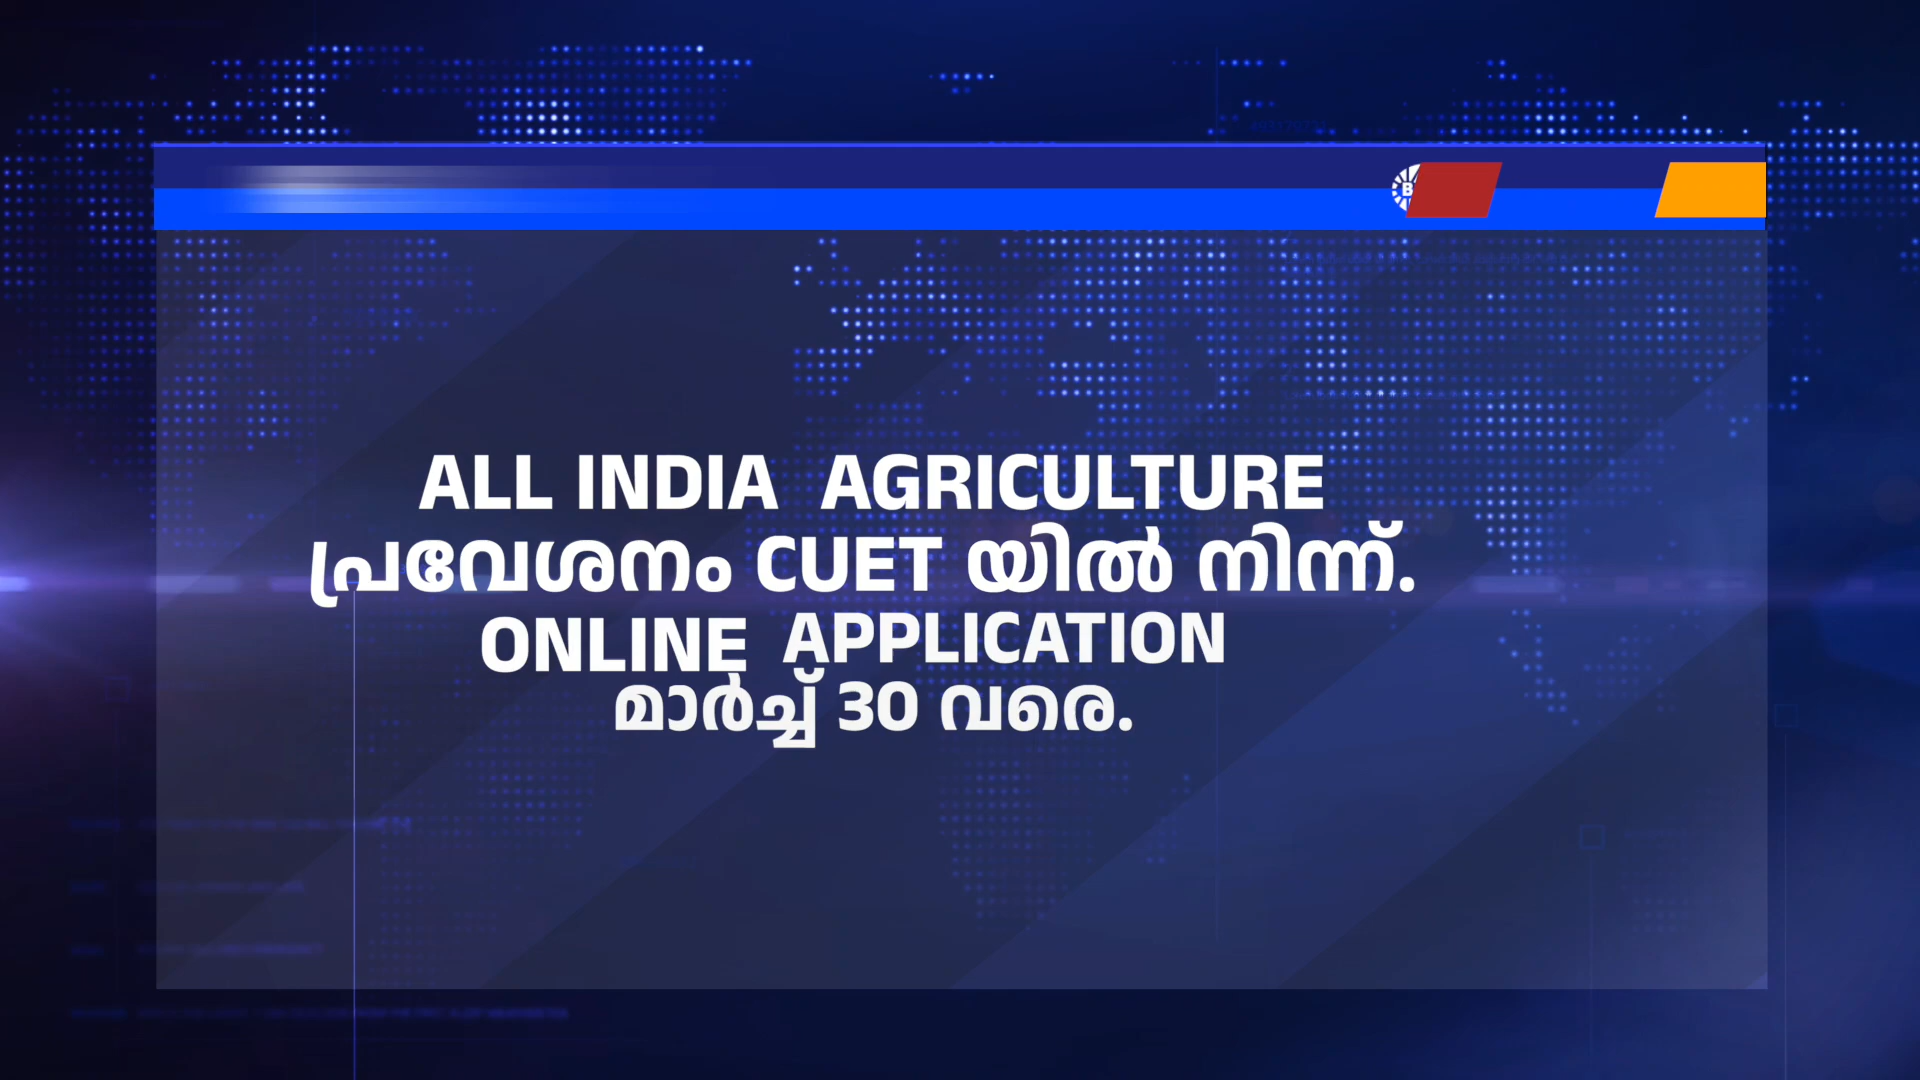 ALL INDIA AGRICULTURE
പ്രവേശനം CUET യിൽ നിന്ന്.
ONLINE APPLICATION
മാർച്ച് 30 വരെ.